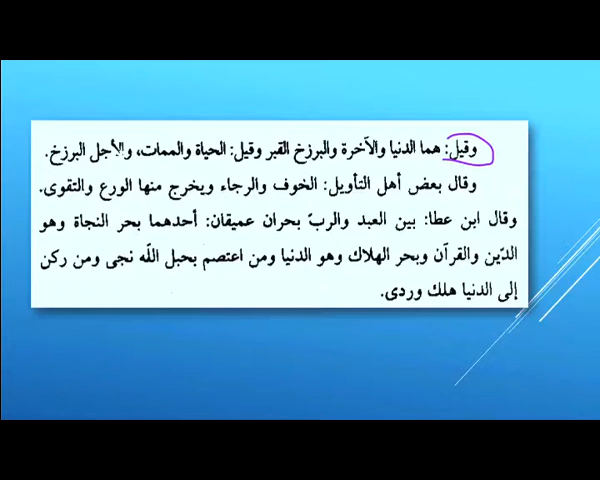 وقيل: هما الدنيا والآخرة والبرزخ القبر وقيل: الحياة والممات، والأجل البرزخ.
وقال بعض أهل التأويل: الخوف والرجاء ويخرج منها الورع والتقوى.
وقال ابن عطا: بين العبد والربّ بحران عميقان: أحدهما بحر النجاة وهو
الدّين والقرآن وبحر الهلاك وهو الدنيا ومن اعتصم بحبل اللّه نجى ومن ركن
إلى الدنيا هلك وردى.